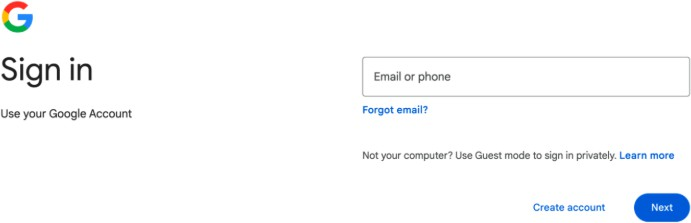 Sign in
Use your Google Account
Email or phone
Forgot email?
Not your computer? Use Guest mode to sign in privately. Learn more
Create account
Next